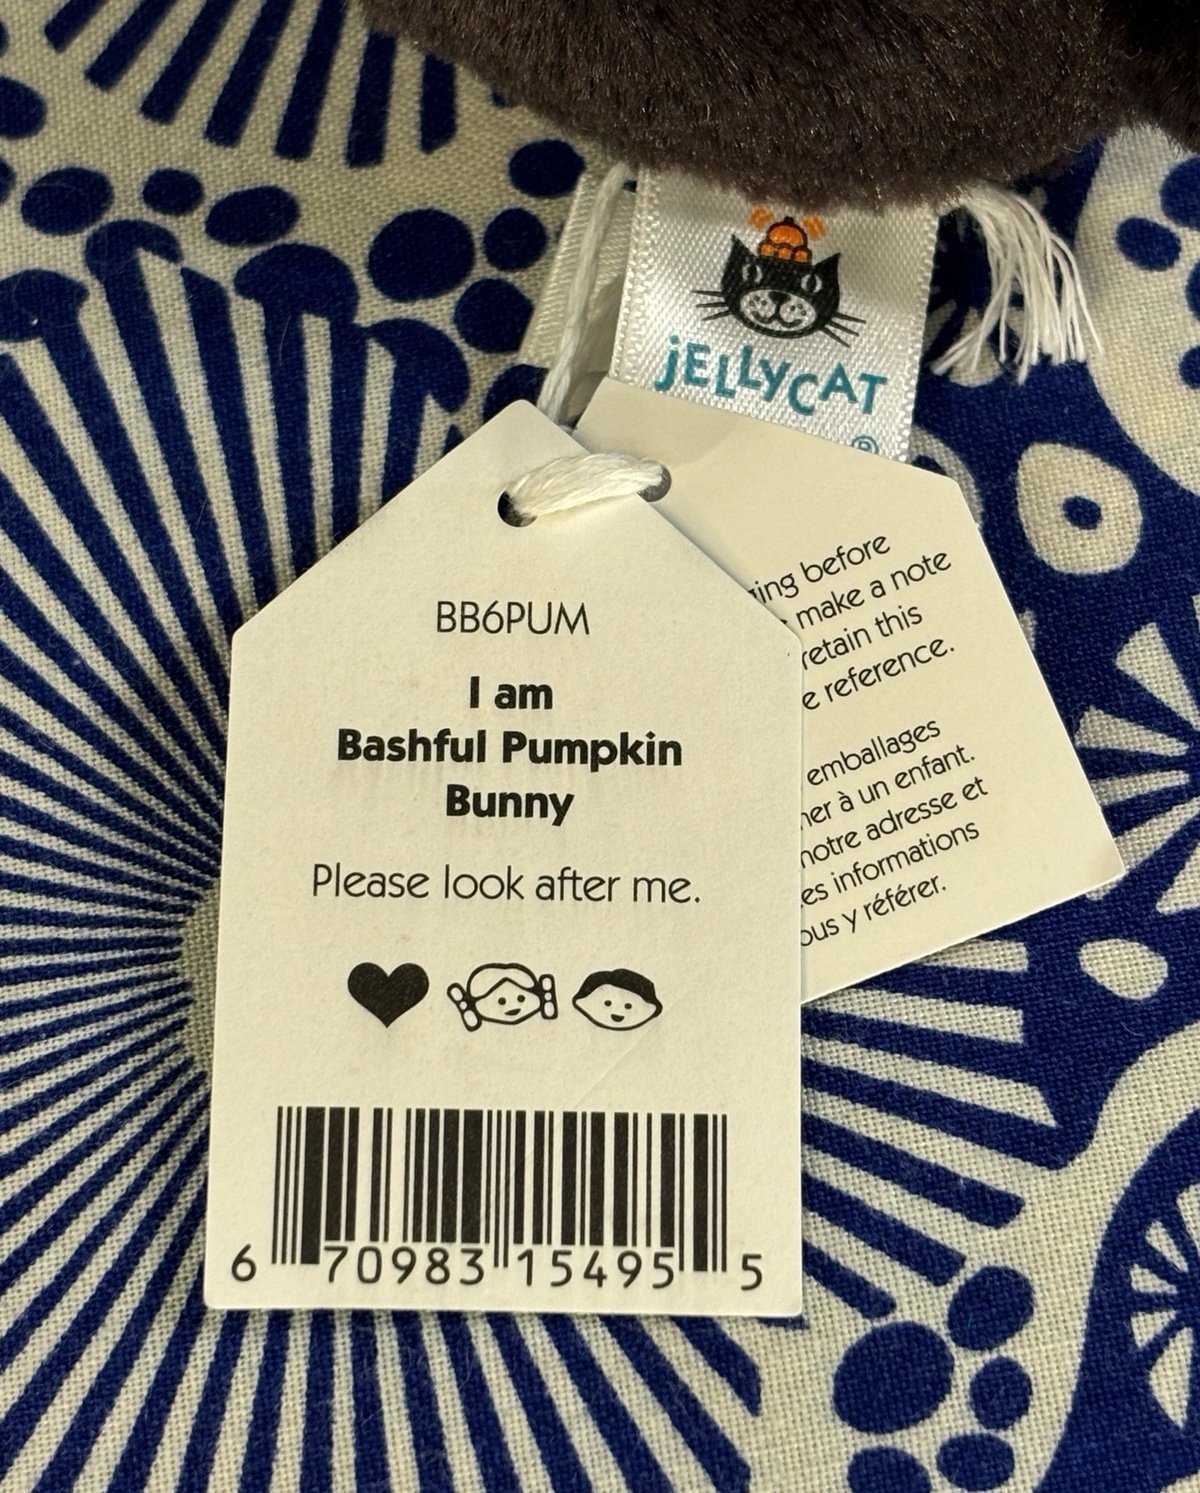 jELLYCAT
®
BB6PUM
I am
Bashful Pumpkin
Bunny
Please look after me.
6 70983 15495 5
before
make a note
retain this
reference.
emballages
à un enfant.
notre adresse et
informations
y référer.